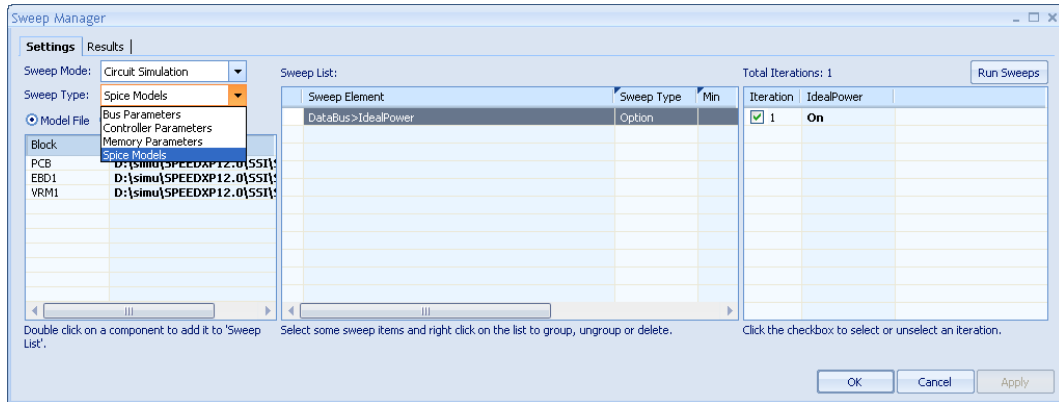 Sweep Manager
Settings Results
Sweep Mode: Circuit Simulation
Sweep Type: Spice Models
Bus Parameters
Controller Parameters
Memory Parameters
Spice Models
Model File
Block
PCB D:\simu\SPEEDXP12.0\SSI\
EBD1 D:\simu\SPEEDXP12.0\SSI\
VRM1 D:\simu\SPEEDXP12.0\SSI\
Double click on a component to add it to 'Sweep
List'.
Sweep List:
Sweep Element Sweep Type Min
DataBus>IdealPower Option
Select some sweep items and right click on the list to group, ungroup or delete.
Total Iterations: 1 Run Sweeps
Iteration IdealPower
1 On
Click the checkbox to select or unselect an iteration.
OK Cancel Apply